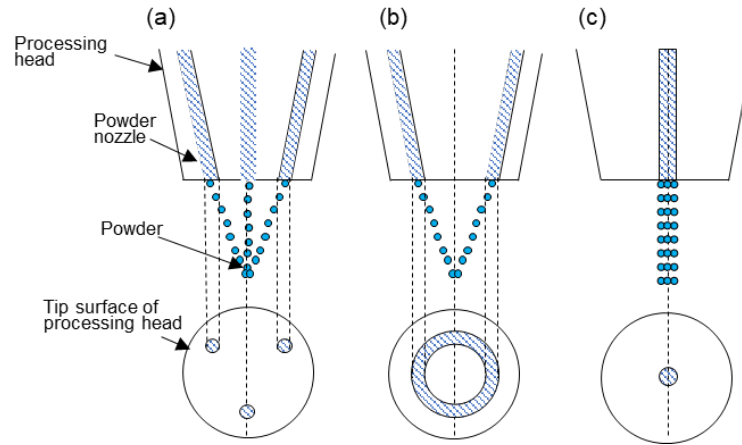 (a)
(b)
(c)
Processing
head
Powder
nozzle
Powder
Tip surface of
processing head